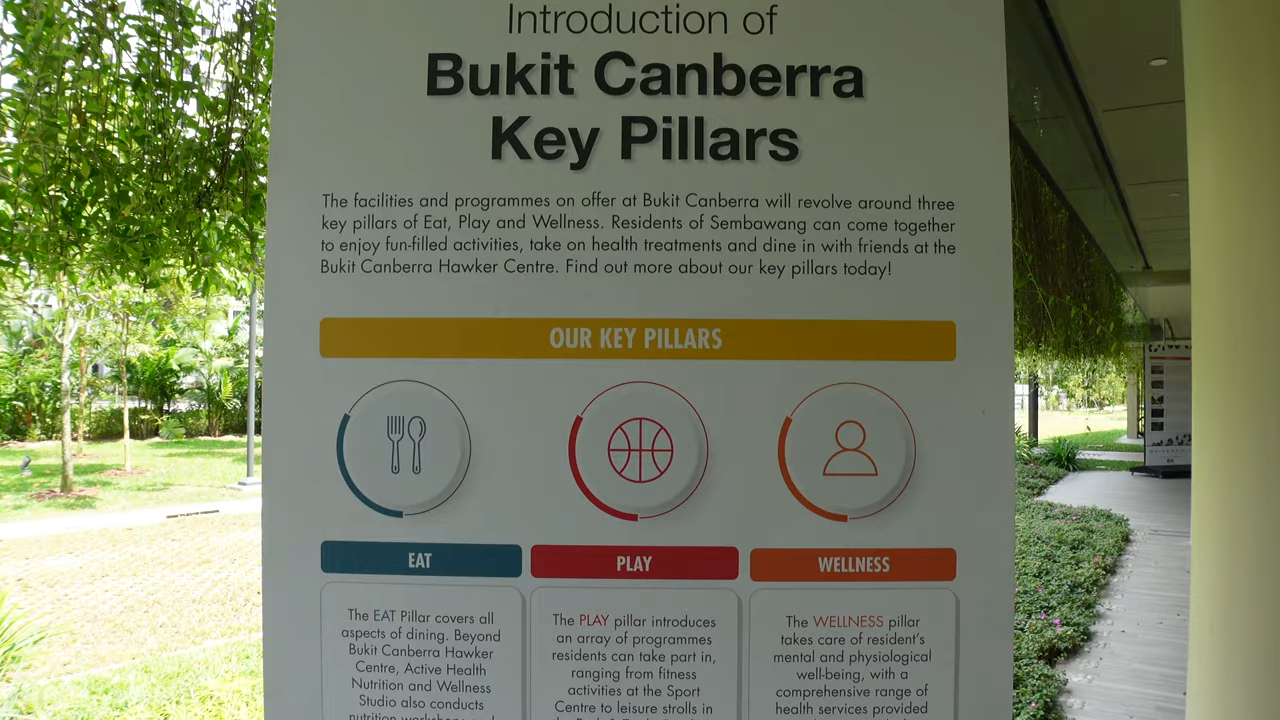 Introduction of
Bukit Canberra
Key Pillars
The facilities and programmes on offer at Bukit Canberra will revolve around three
key pillars of Eat, Play and Wellness. Residents of Sembawang can come together
to enjoy fun-filled activities, take on health treatments and dine in with friends at the
Bukit Canberra Hawker Centre. Find out more about our key pillars today!
OUR KEY PILLARS
EAT
The EAT Pillar covers all
aspects of dining. Beyond
Bukit Canberra Hawker
Centre, Active Health
Nutrition and Wellness
Studio also conducts
PLAY
The PLAY pillar introduces
an array of programmes
residents can take part in,
ranging from fitness
activities at the Sport
Centre to leisure strolls in
WELLNESS
The WELLNESS pillar
takes care of resident's
mental and physiological
well-being, with a
comprehensive range of
health services provided